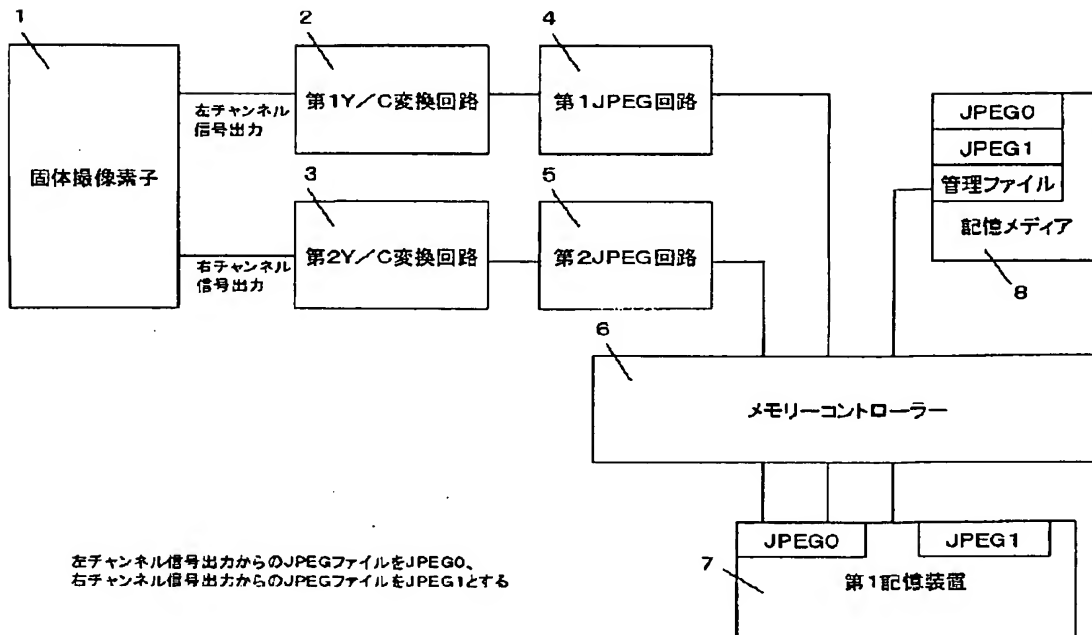 1
2
4
第1Y/C変換回路
第1JPEG回路
左チャンネル
信号出力
固体撮像素子
3
5
第2Y/C変換回路
第2JPEG回路
右チャンネル
信号出力
JPEG0
JPEG1
管理ファイル
記憶メディア
8
6
メモリーコントローラー
JPEG0
JPEG1
7
第1記憶装置
左チャンネル信号出力からのJPEGファイルをJPEG0、
右チャンネル信号出力からのJPEGファイルをJPEG1とする